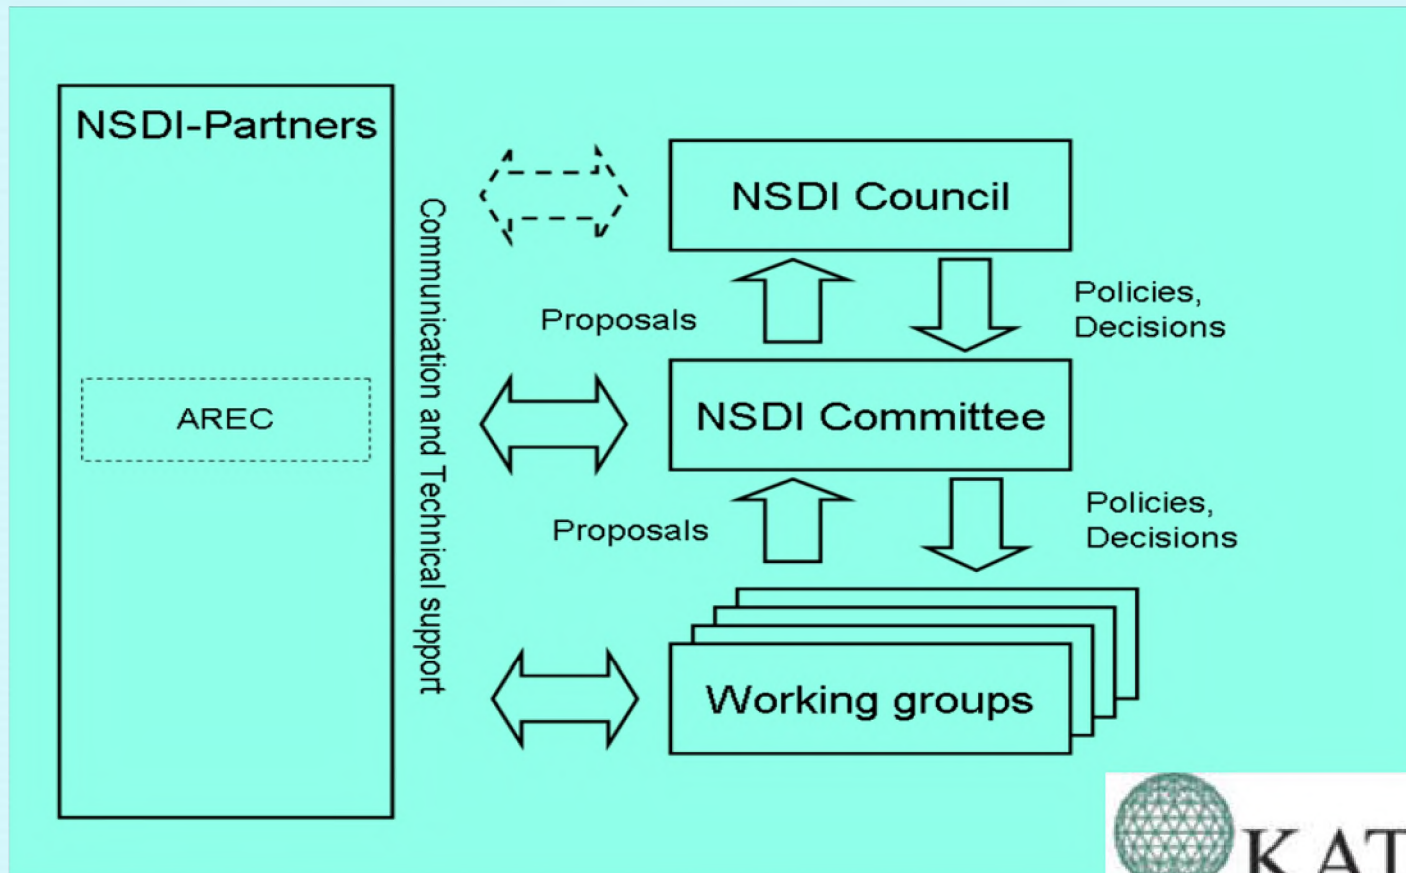 NSDI-Partners
AREC
Communication and Technical support
NSDI Council
Proposals
Policies,
Decisions
NSDI Committee
Proposals
Policies,
Decisions
Working groups
KAT